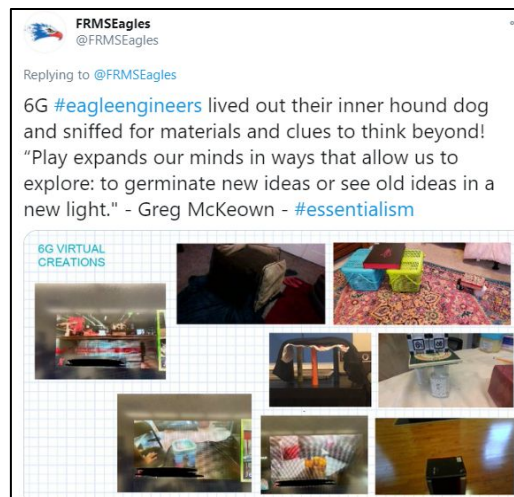 FRMSEagles
@FRMSEagles
Replying to @FRMSEagles
6G #eagleengineers lived out their inner hound dog
and sniffed for materials and clues to think beyond!
“Play expands our minds in ways that allow us to
explore: to germinate new ideas or see old ideas in a
new light." - Greg McKeown - #essentialism
6G VIRTUAL
CREATIONS